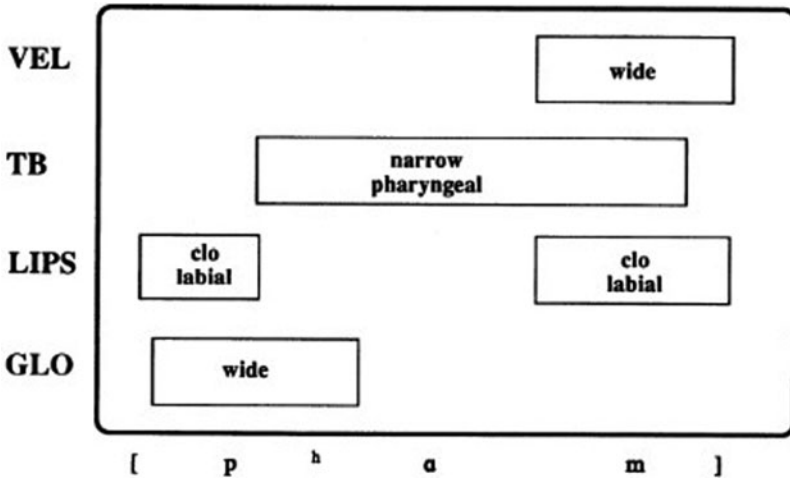 VEL
wide
TB
narrow
pharyngeal
LIPS
clo
labial
clo
labial
GLO
wide
[ p ʰ ɑ m ]